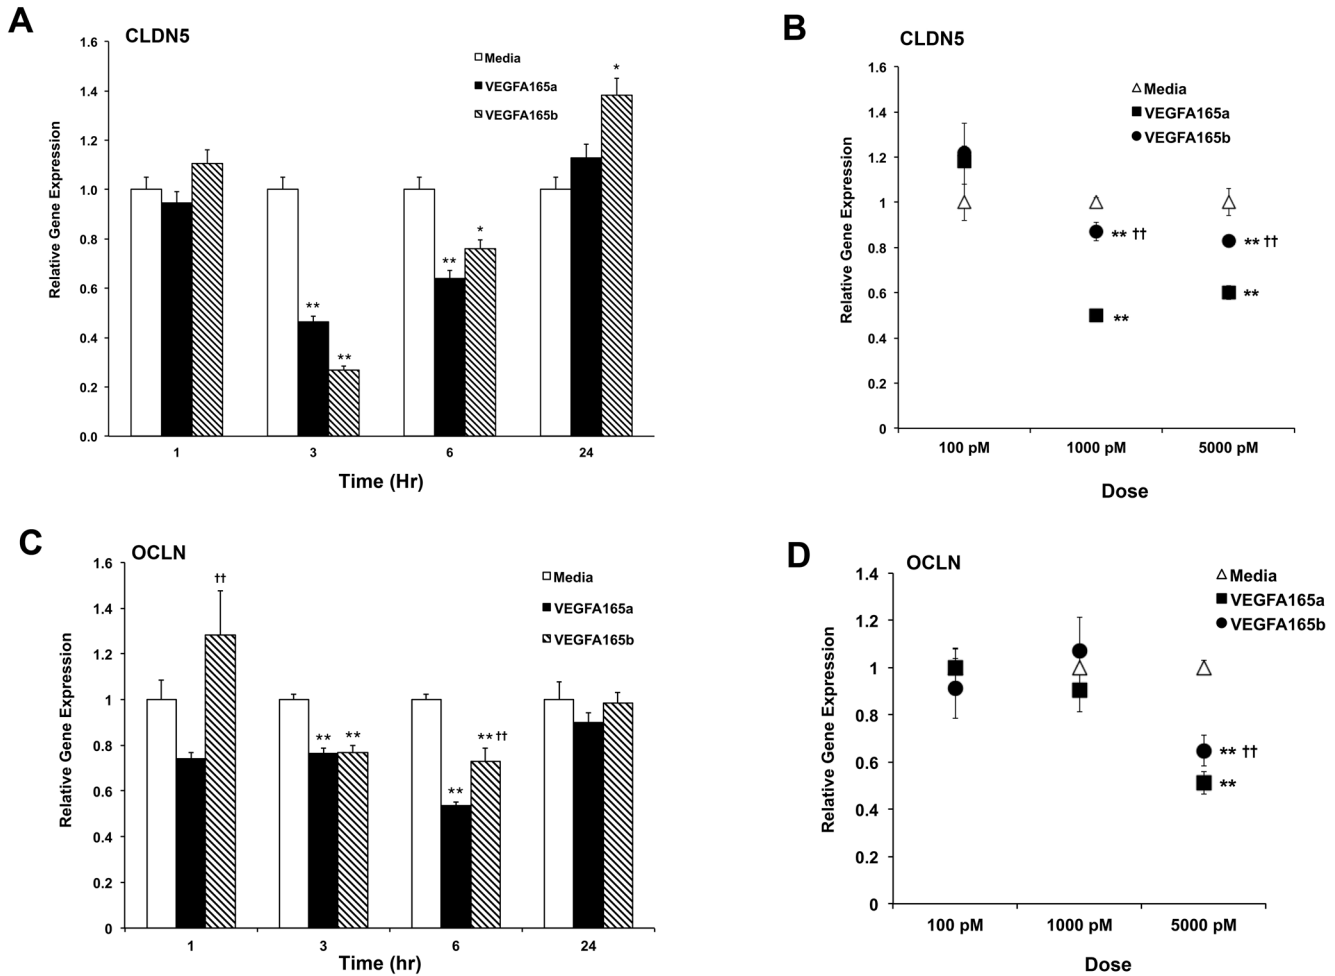 A
CLDN5
Media
VEGFA165a
VEGFA165b
Relative Gene Expression
1.6
1.4
1.2
1.0
0.8
0.6
0.4
0.2
0.0
**
**
**
*
*
1 3 6 24
Time (Hr)
B
CLDN5
Media
VEGFA165a
VEGFA165b
Relative Gene Expression
1.6
1.4
1.2
1
0.8
0.6
0.4
0.2
0
** ††
**
** ††
**
100 pM 1000 pM 5000 pM
Dose
C
OCLN
Media
VEGFA165a
VEGFA165b
Relative Gene Expression
1.6
1.4
1.2
1
0.8
0.6
0.4
0.2
0
††
** **
**
** ††
1 3 6 24
Time (hr)
D
OCLN
Media
VEGFA165a
VEGFA165b
Relative Gene Expression
1.4
1.2
1
0.8
0.6
0.4
0.2
0
** ††
**
100 pM 1000 pM 5000 pM
Dose